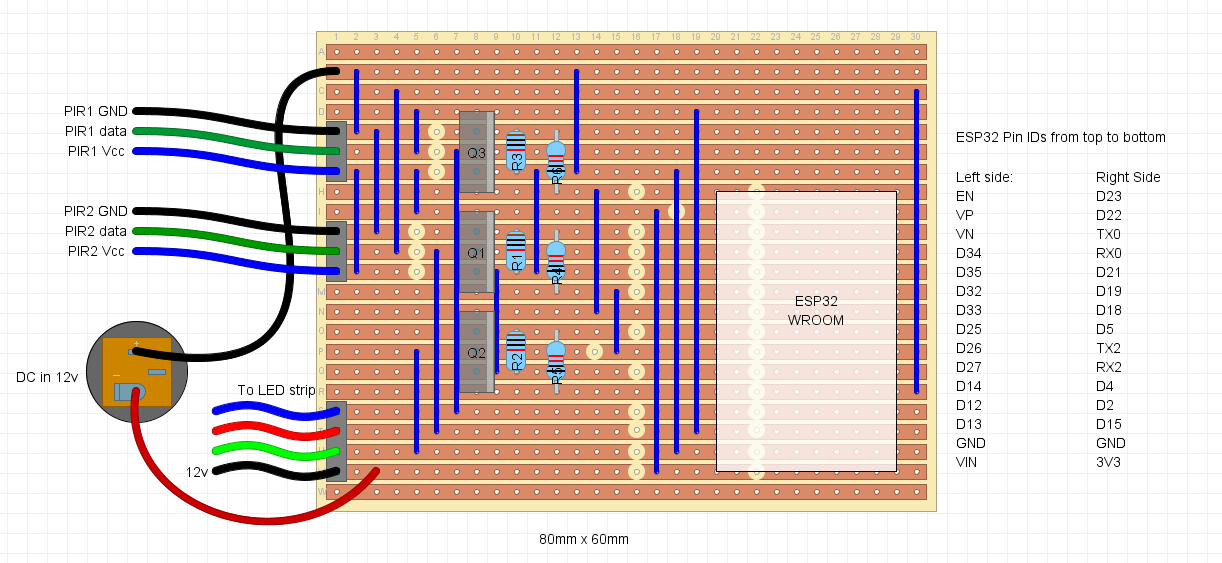 1 2 3 4 5 6 7 8 9 10 11 12 13 14 15 16 17 18 19 20 21 22 23 24 25 26 27 28 29 30
A
C
D
PIR1 GND
PIR1 data
PIR1 Vcc
Q3
R3
R6
H
I
PIR2 GND
PIR2 data
PIR2 Vcc
Q1
R1
R4
M
N
O
P
Q
R
Q2
R2
R5
ESP32
WROOM
DC in 12v
+
–
To LED strip
12v
W
80mm x 60mm
ESP32 Pin IDs from top to bottom
Left side: Right Side
EN D23
VP D22
VN TX0
D34 RX0
D35 D21
D32 D19
D33 D18
D25 D5
D26 TX2
D27 RX2
D14 D4
D12 D2
D13 D15
GND GND
VIN 3V3